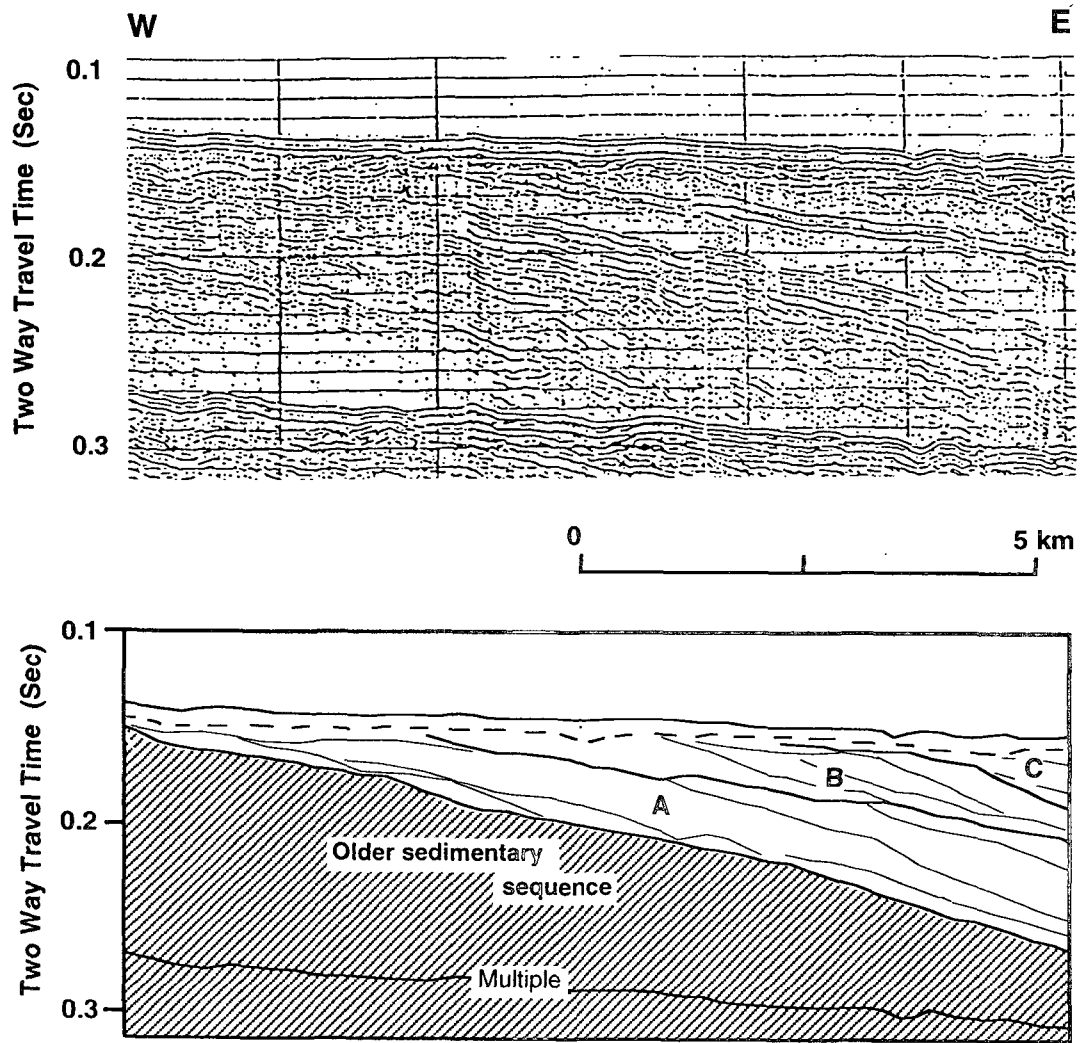 W
E
Two Way Travel Time (Sec)
0.1
0.2
0.3
0
5 km
Two Way Travel Time (Sec)
0.1
0.2
0.3
A
B
C
Older sedimentary
sequence
Multiple